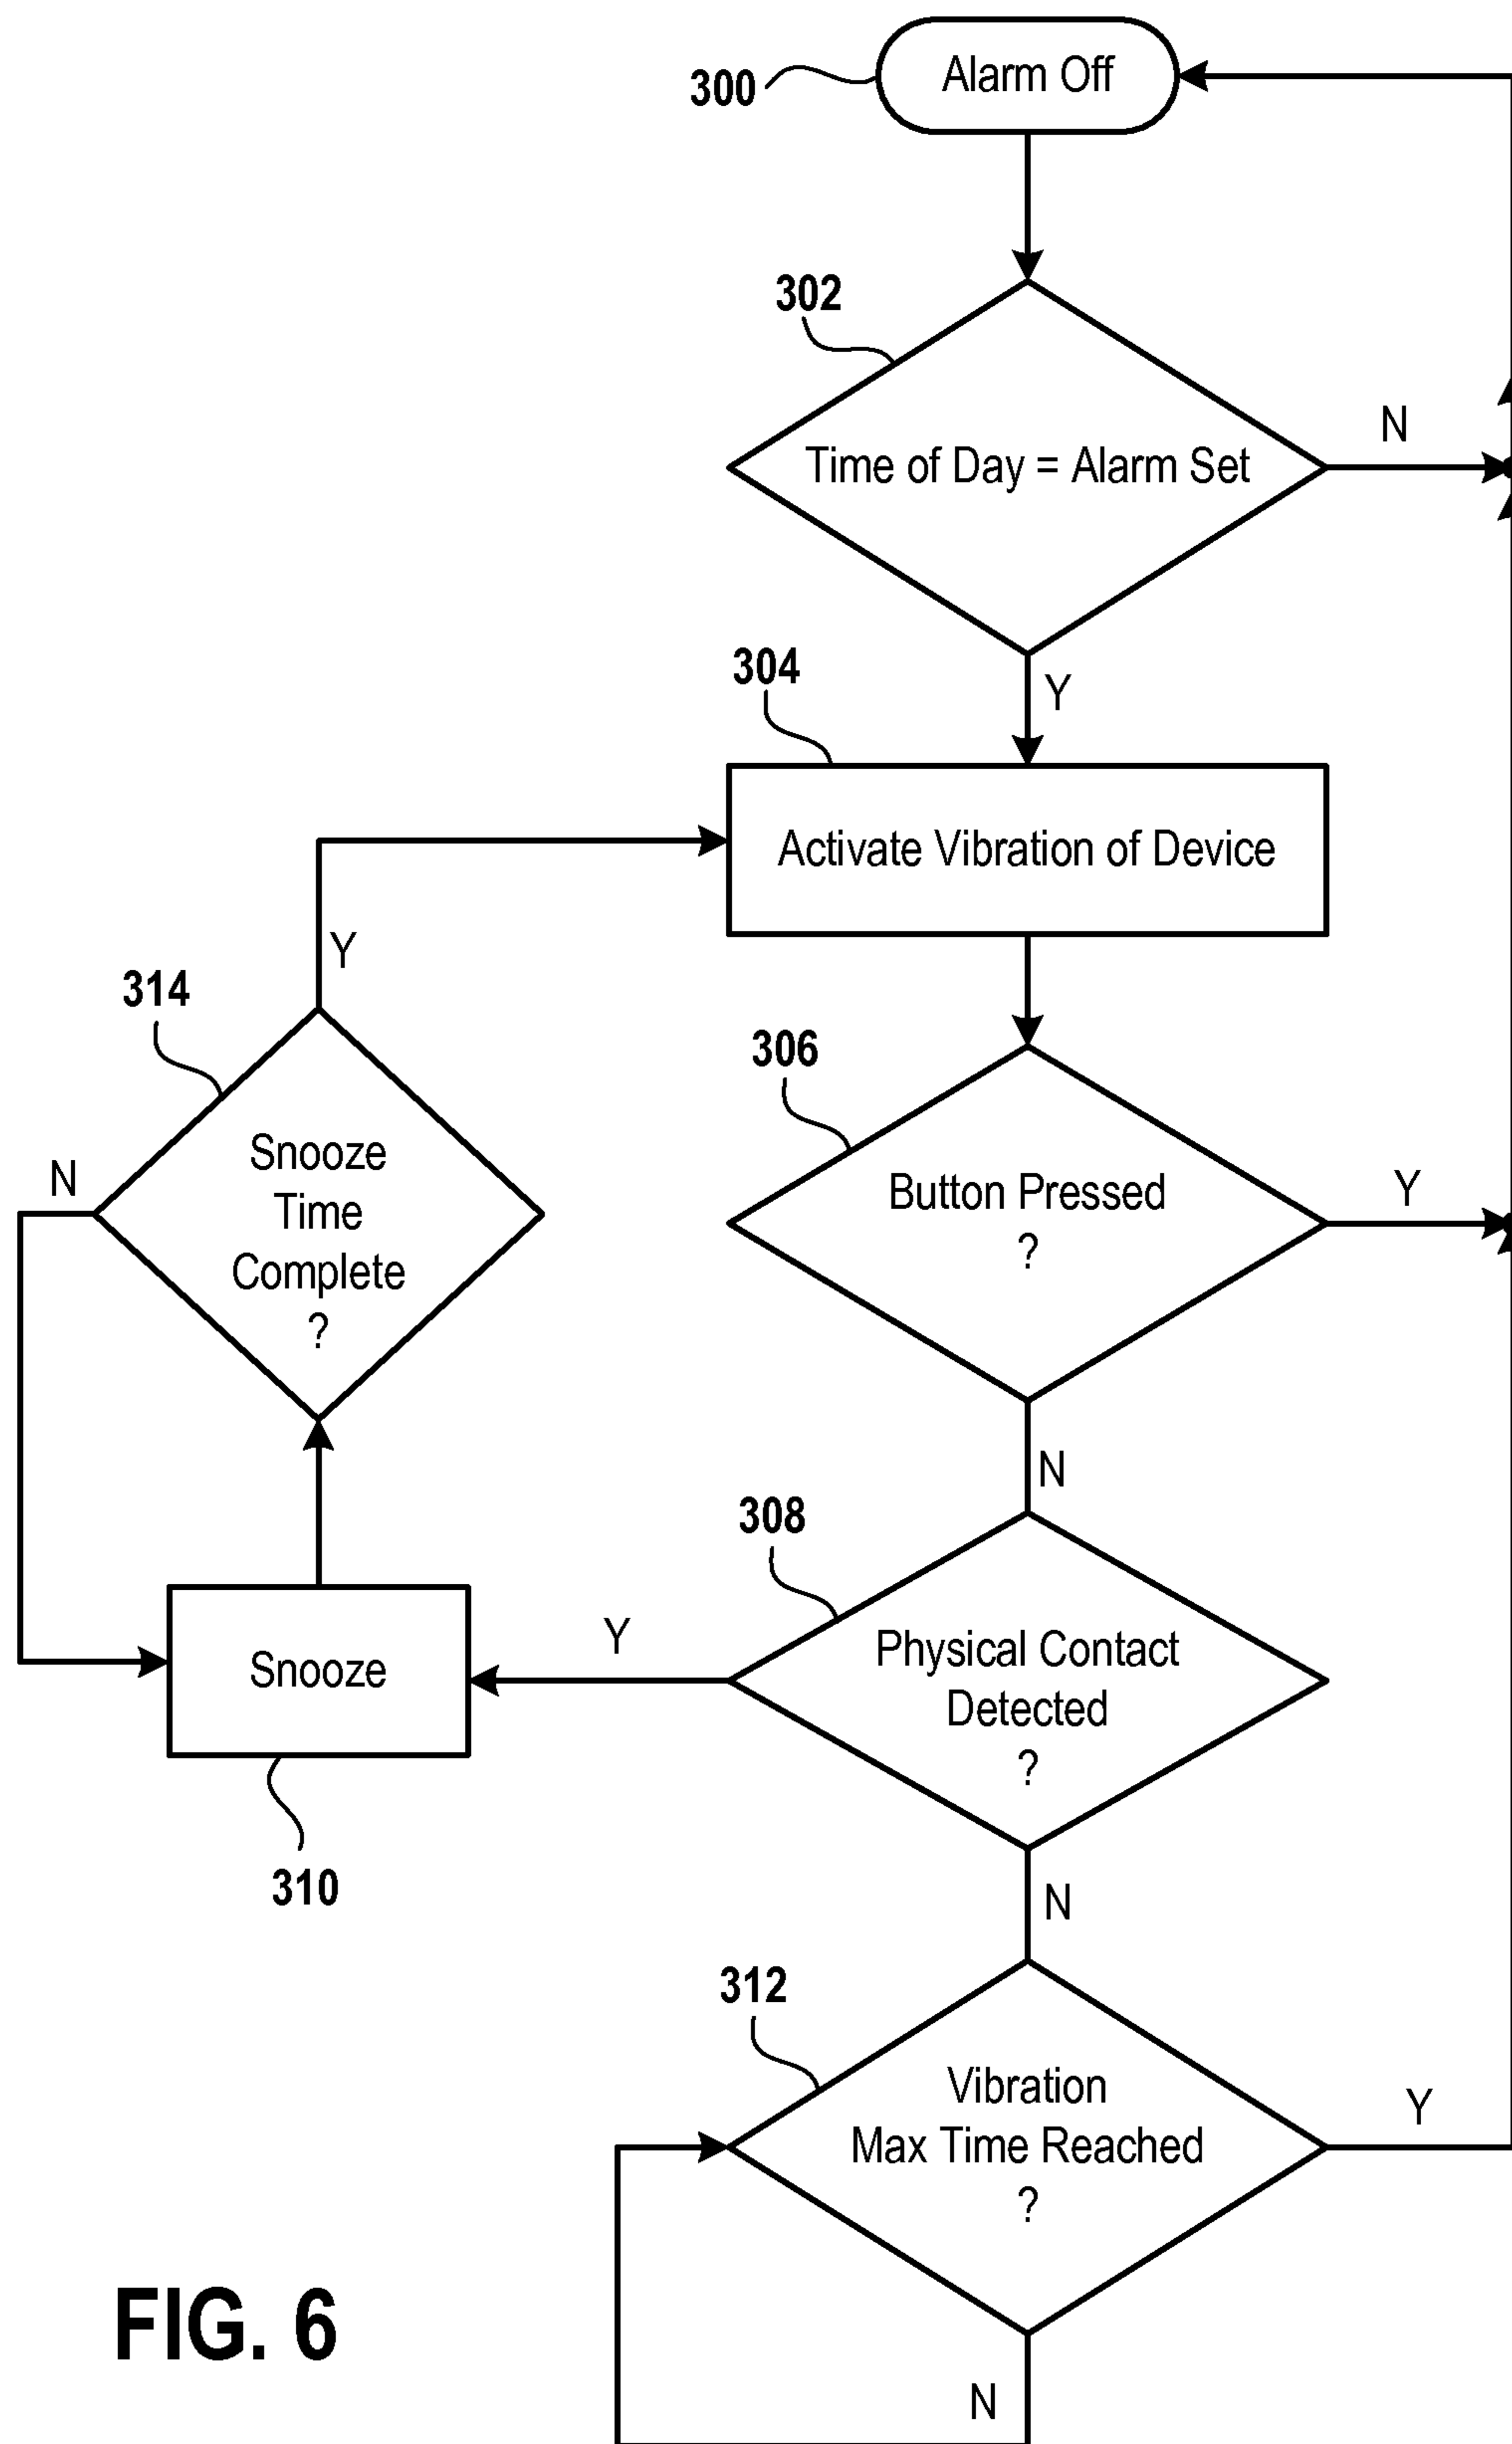 300
Alarm Off
302
Time of Day = Alarm Set
N
304
Y
Activate Vibration of Device
Y
314
306
Snooze
Time
Complete
?
N
Button Pressed
?
Y
N
308
Physical Contact
Detected
?
Y
Snooze
310
N
312
Vibration
Max Time Reached
?
Y
N
FIG. 6